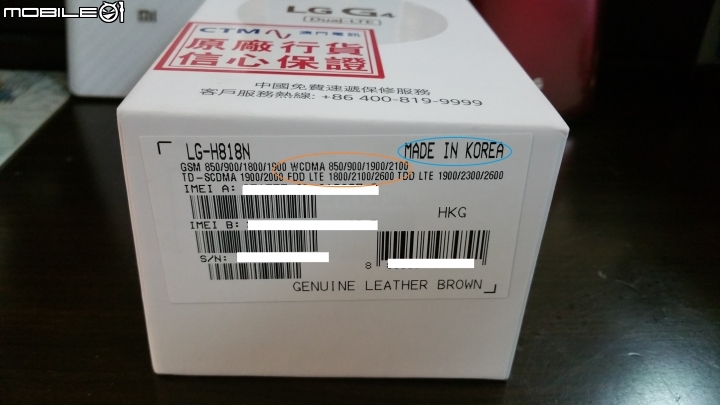 MOBILE01
mi
LG G4
Dual LTE
CTM 澳門電訊
原廠行貨
信心保證
中國免費速遞保修服務
客戶服務熱線: +86 400-819-9999
LG-H818N
MADE IN KOREA
GSM 850/900/1800/1900 WCDMA 850/900/1900/2100
TD-SCDMA 1900/2000 FDD LTE 1800/2100/2600 TDD LTE 1900/2300/2600
IMEI A:
IMEI B:
HKG
S/N:
8
GENUINE LEATHER BROWN